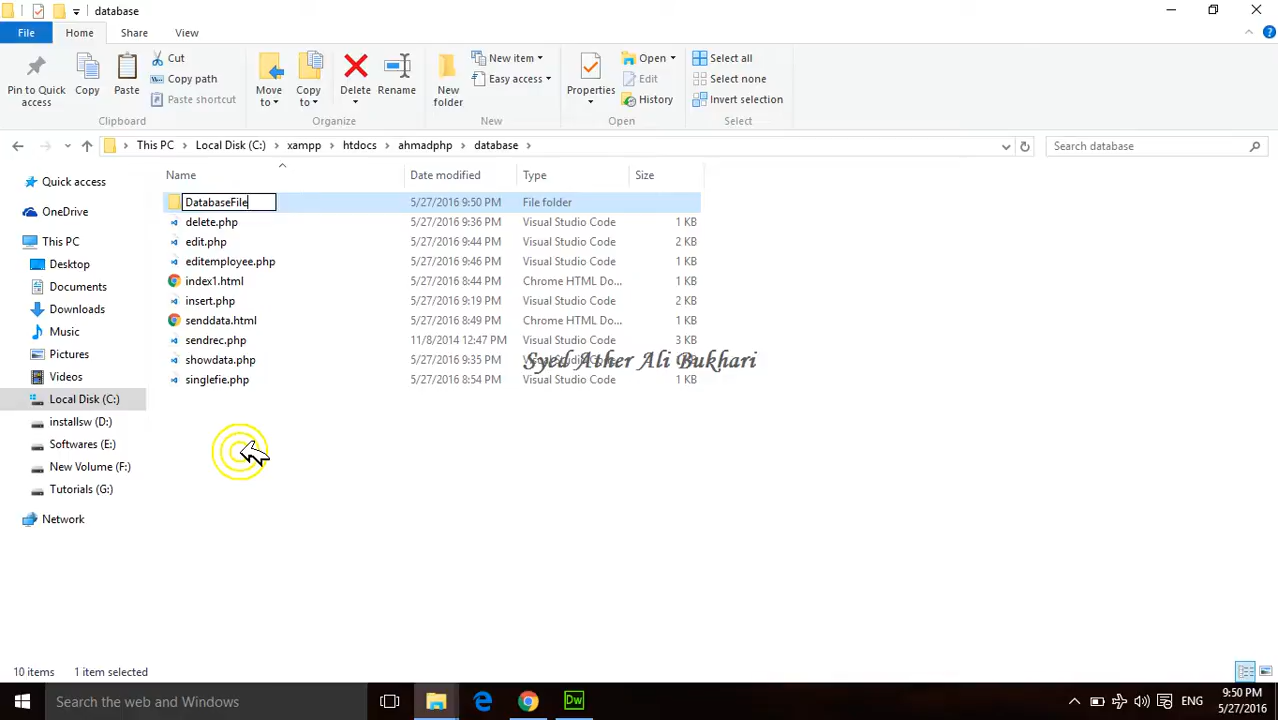 database
File Home Share View
Pin to Quick access
Copy
Paste
Cut
Copy path
Paste shortcut
Clipboard
Move to
Copy to
Delete
Rename
Organize
New folder
New item
Easy access
New
Properties
Open
Edit
History
Open
Select all
Select none
Invert selection
Select
This PC Local Disk (C:) xampp htdocs ahmadphp database
Search database
Name Date modified Type Size
DatabaseFile 5/27/2016 9:50 PM File folder
delete.php 5/27/2016 9:36 PM Visual Studio Code 1 KB
edit.php 5/27/2016 9:44 PM Visual Studio Code 2 KB
editemployee.php 5/27/2016 9:46 PM Visual Studio Code 1 KB
index1.html 5/27/2016 8:44 PM Chrome HTML Do... 1 KB
insert.php 5/27/2016 9:19 PM Visual Studio Code 2 KB
senddata.html 5/27/2016 8:49 PM Chrome HTML Do... 1 KB
sendrec.php 11/8/2014 12:47 PM Visual Studio Code 3 KB
showdata.php 5/27/2016 9:35 PM Visual Studio Code KB
singlefie.php 5/27/2016 8:54 PM Visual Studio Code 1 KB
Syed Ather Ali Bukhari
Quick access
OneDrive
This PC
Desktop
Documents
Downloads
Music
Pictures
Videos
Local Disk (C:)
installsw (D:)
Softwares (E:)
New Volume (F:)
Tutorials (G:)
Network
10 items 1 item selected
Search the web and Windows
Dw
ENG
9:50 PM
5/27/2016